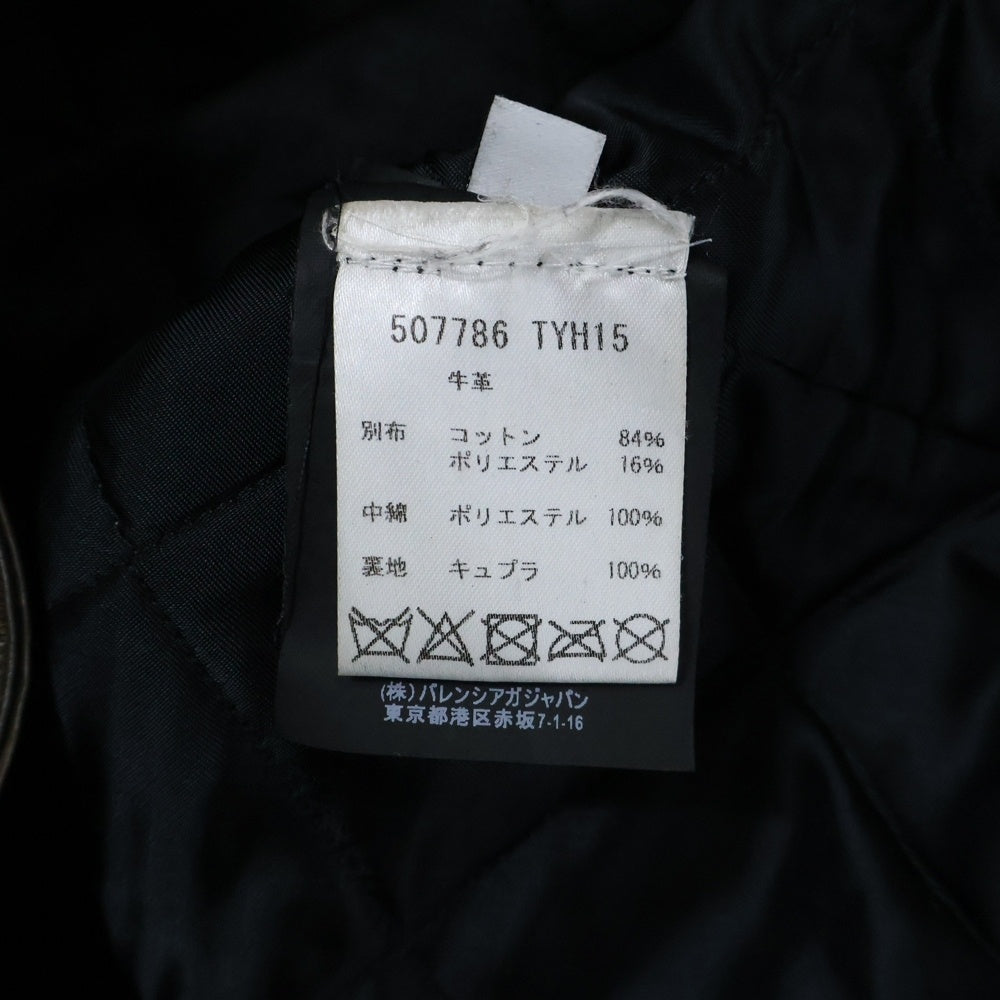 507786 TYH15
牛革
別布 コットン 84%
ポリエステル 16%
中綿 ポリエステル 100%
裏地 キュプラ 100%
(株)バレンシアガジャパン
東京都港区赤坂7-1-16